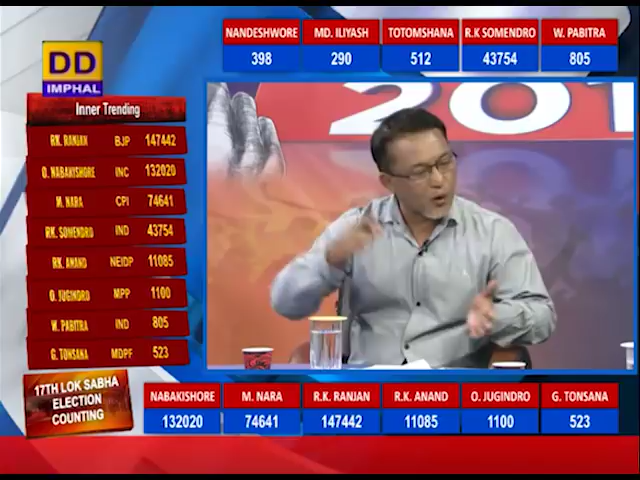 NANDESHWORE MD. ILIYASH TOTOMSHANA R.K SOMENDRO W. PABITRA
398 290 512 43754 805
DD
IMPHAL
Inner Trending
RK. RANJAN BJP 147442
O. NABAKISHORE INC 132020
M. NARA CPI 74641
RK. SOMENDRO IND 43754
RK. ANAND NEIDP 11085
O. JUGINDRO MPP 1100
W. PABITRA IND 805
G. TONSANA MDPF 523
201
17TH LOK SABHA
ELECTION
COUNTING
NABAKISHORE M. NARA R.K. RANJAN R.K. ANAND O. JUGINDRO G. TONSANA
132020 74641 147442 11085 1100 523